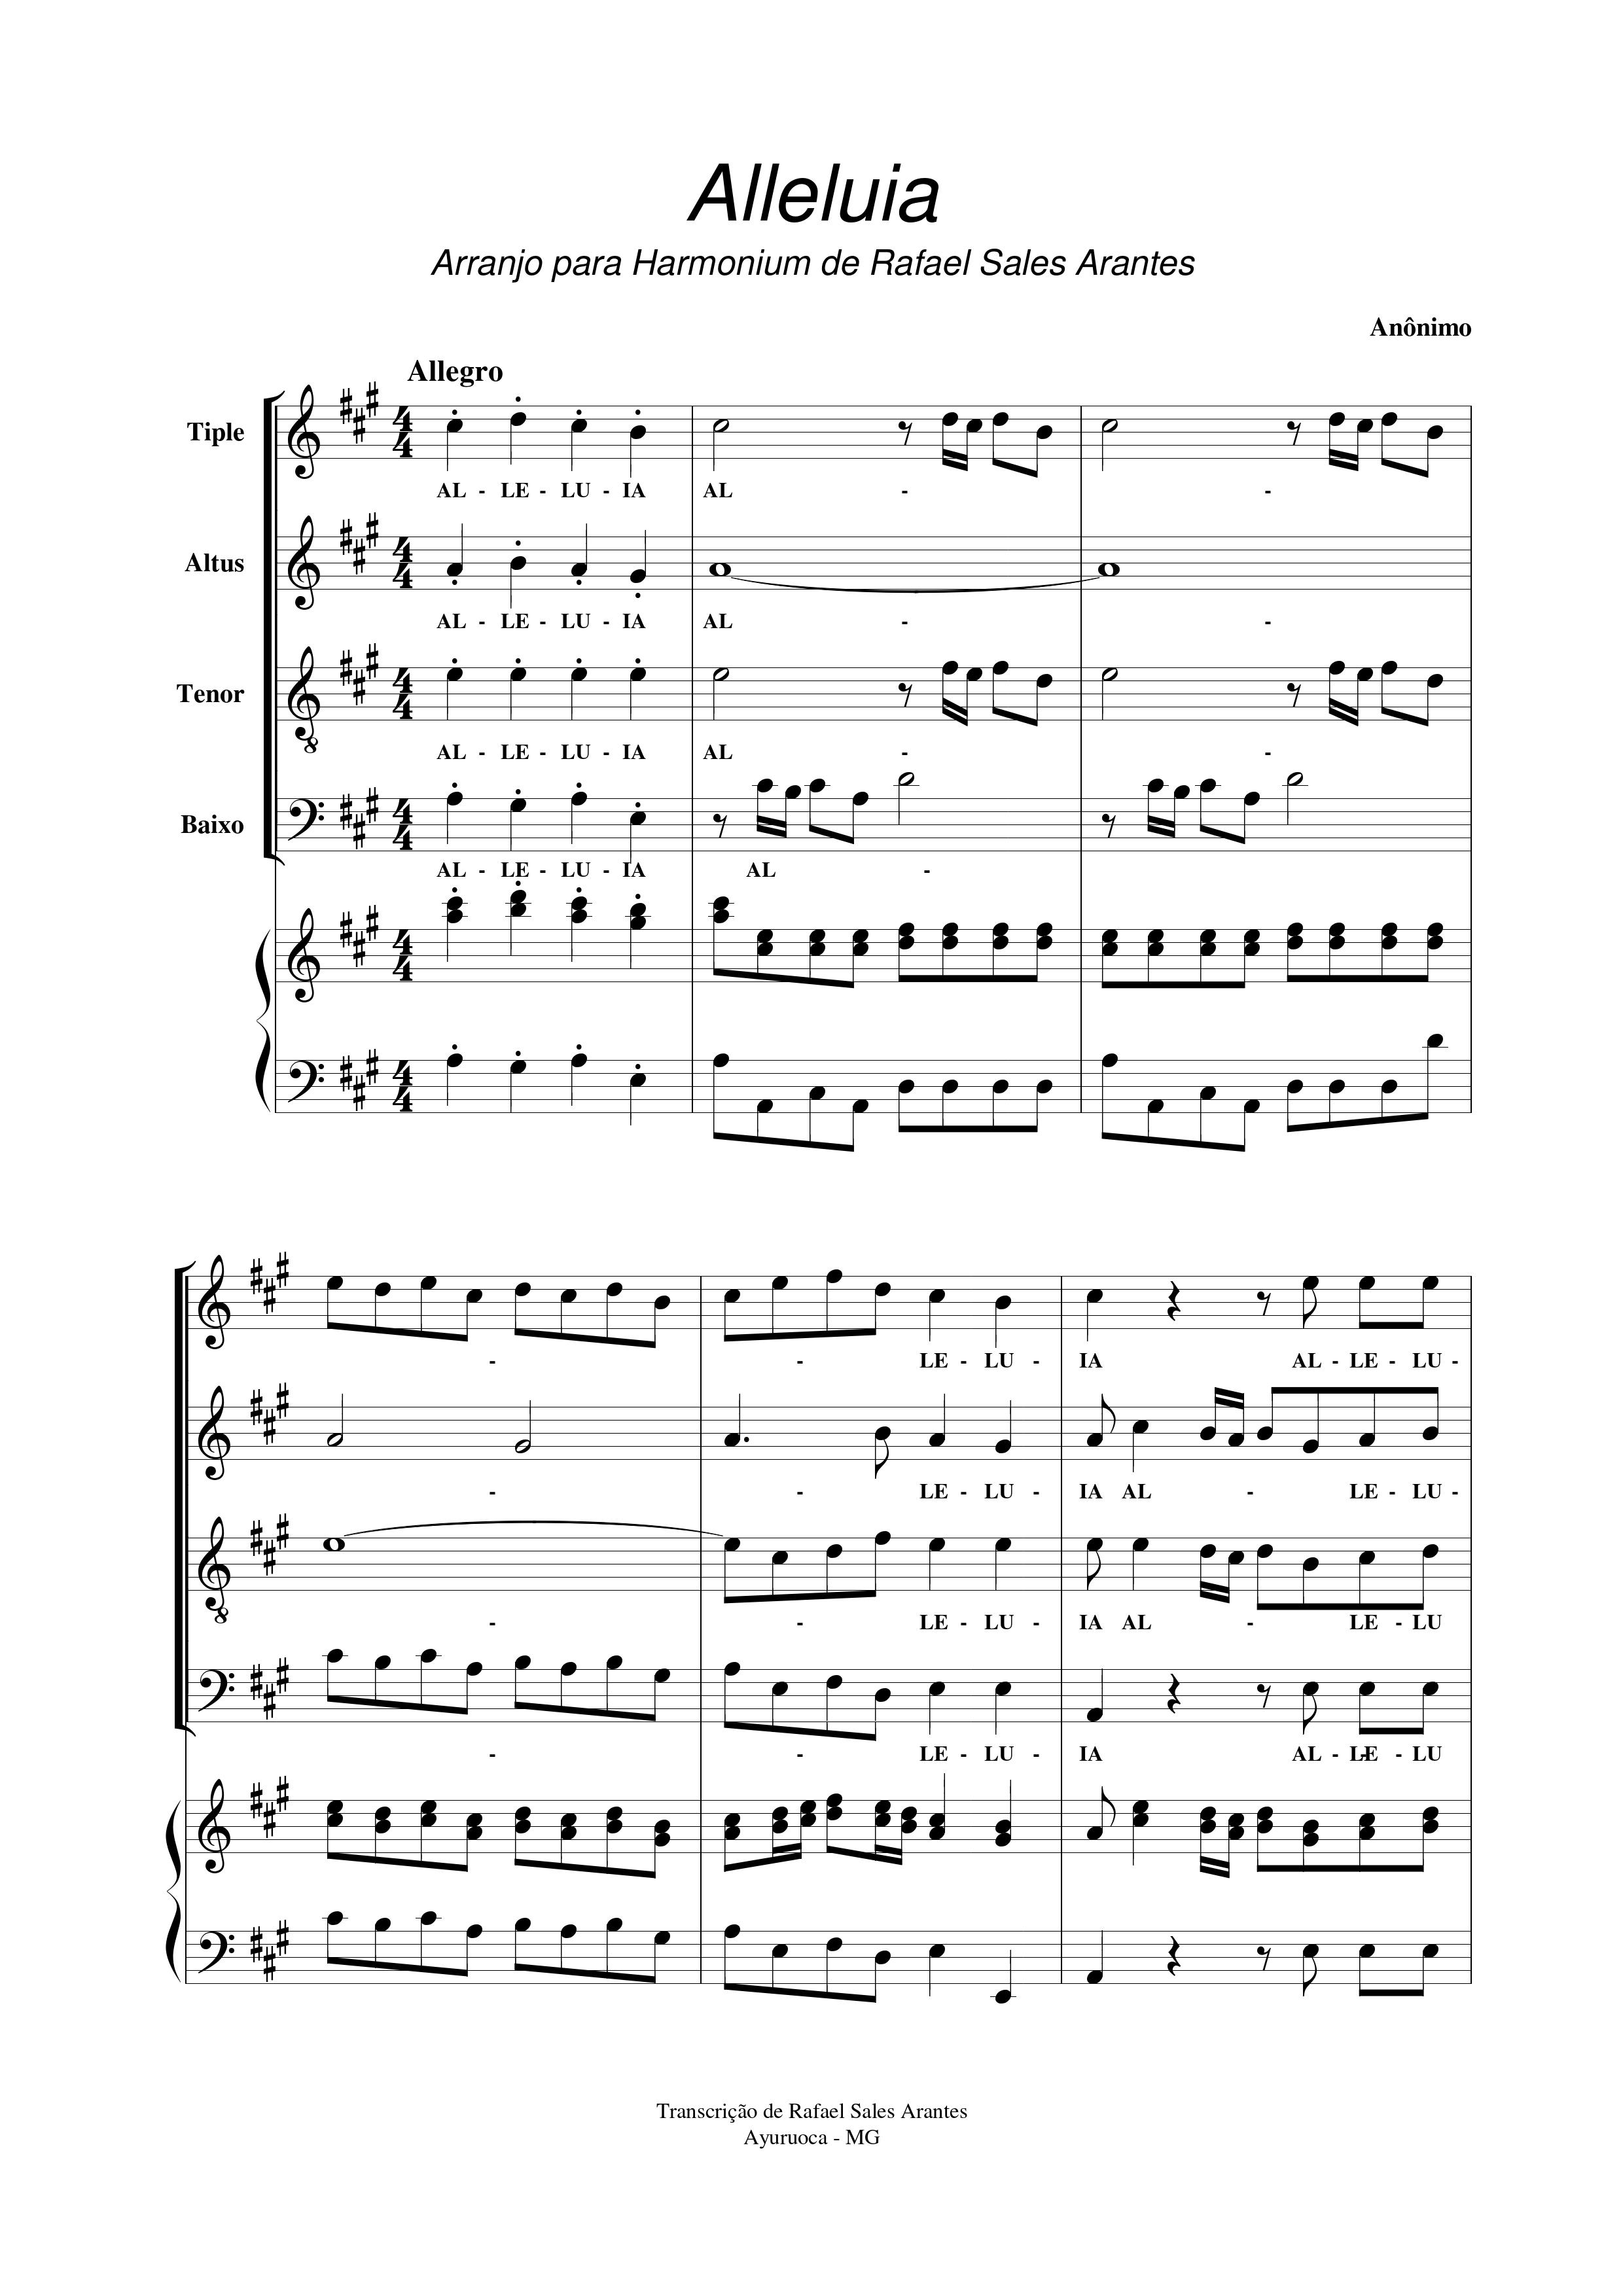 Alleluia
Arranjo para Harmonium de Rafael Sales Arantes
Anônimo
Allegro
Tiple
AL - LE - LU - IA AL - -
Altus
AL - LE - LU - IA AL - -
Tenor
AL - LE - LU - IA AL - -
Baixo
AL - LE - LU - IA AL -
- - LE - LU - IA AL - LE - LU -
- - LE - LU - IA AL - LE - LU -
- - LE - LU - IA AL - LE - LU
- - LE - LU - IA AL - LE - LU
Transcrição de Rafael Sales Arantes
Ayuruoca - MG